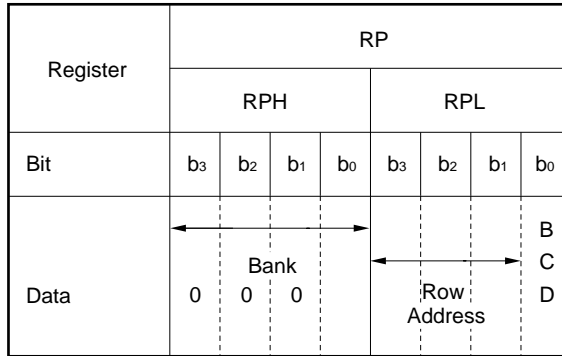 RP
Register
RPH RPL
Bit b3 b2 b1 b0 b3 b2 b1 b0
B
Bank C
Data 0 0 0 Row D
Address